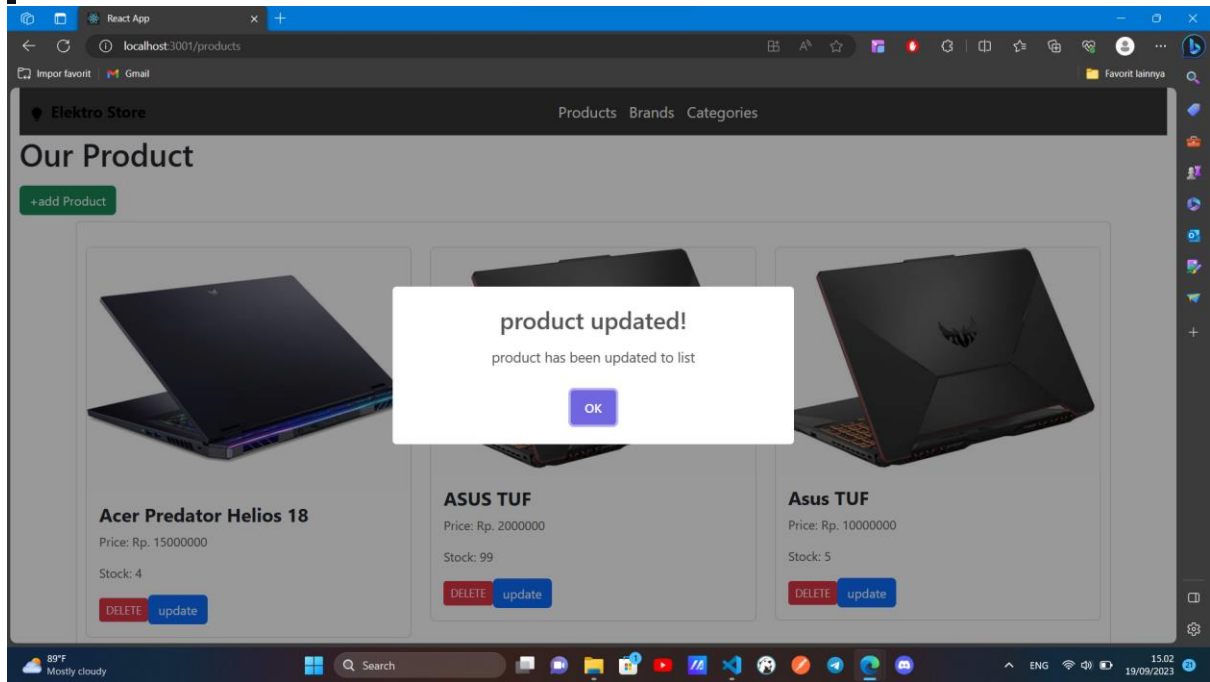 React App
localhost:3001/products
Impor favorit
Gmail
Favorit lainnya
Elektro Store
Products Brands Categories
Our Product
+add Product
product updated!
product has been updated to list
OK
Acer Predator Helios 18
Price: Rp. 15000000
Stock: 4
DELETE update
ASUS TUF
Price: Rp. 2000000
Stock: 99
DELETE update
Asus TUF
Price: Rp. 10000000
Stock: 5
DELETE update
89°F
Mostly cloudy
Search
ENG
15.02
19/09/2023